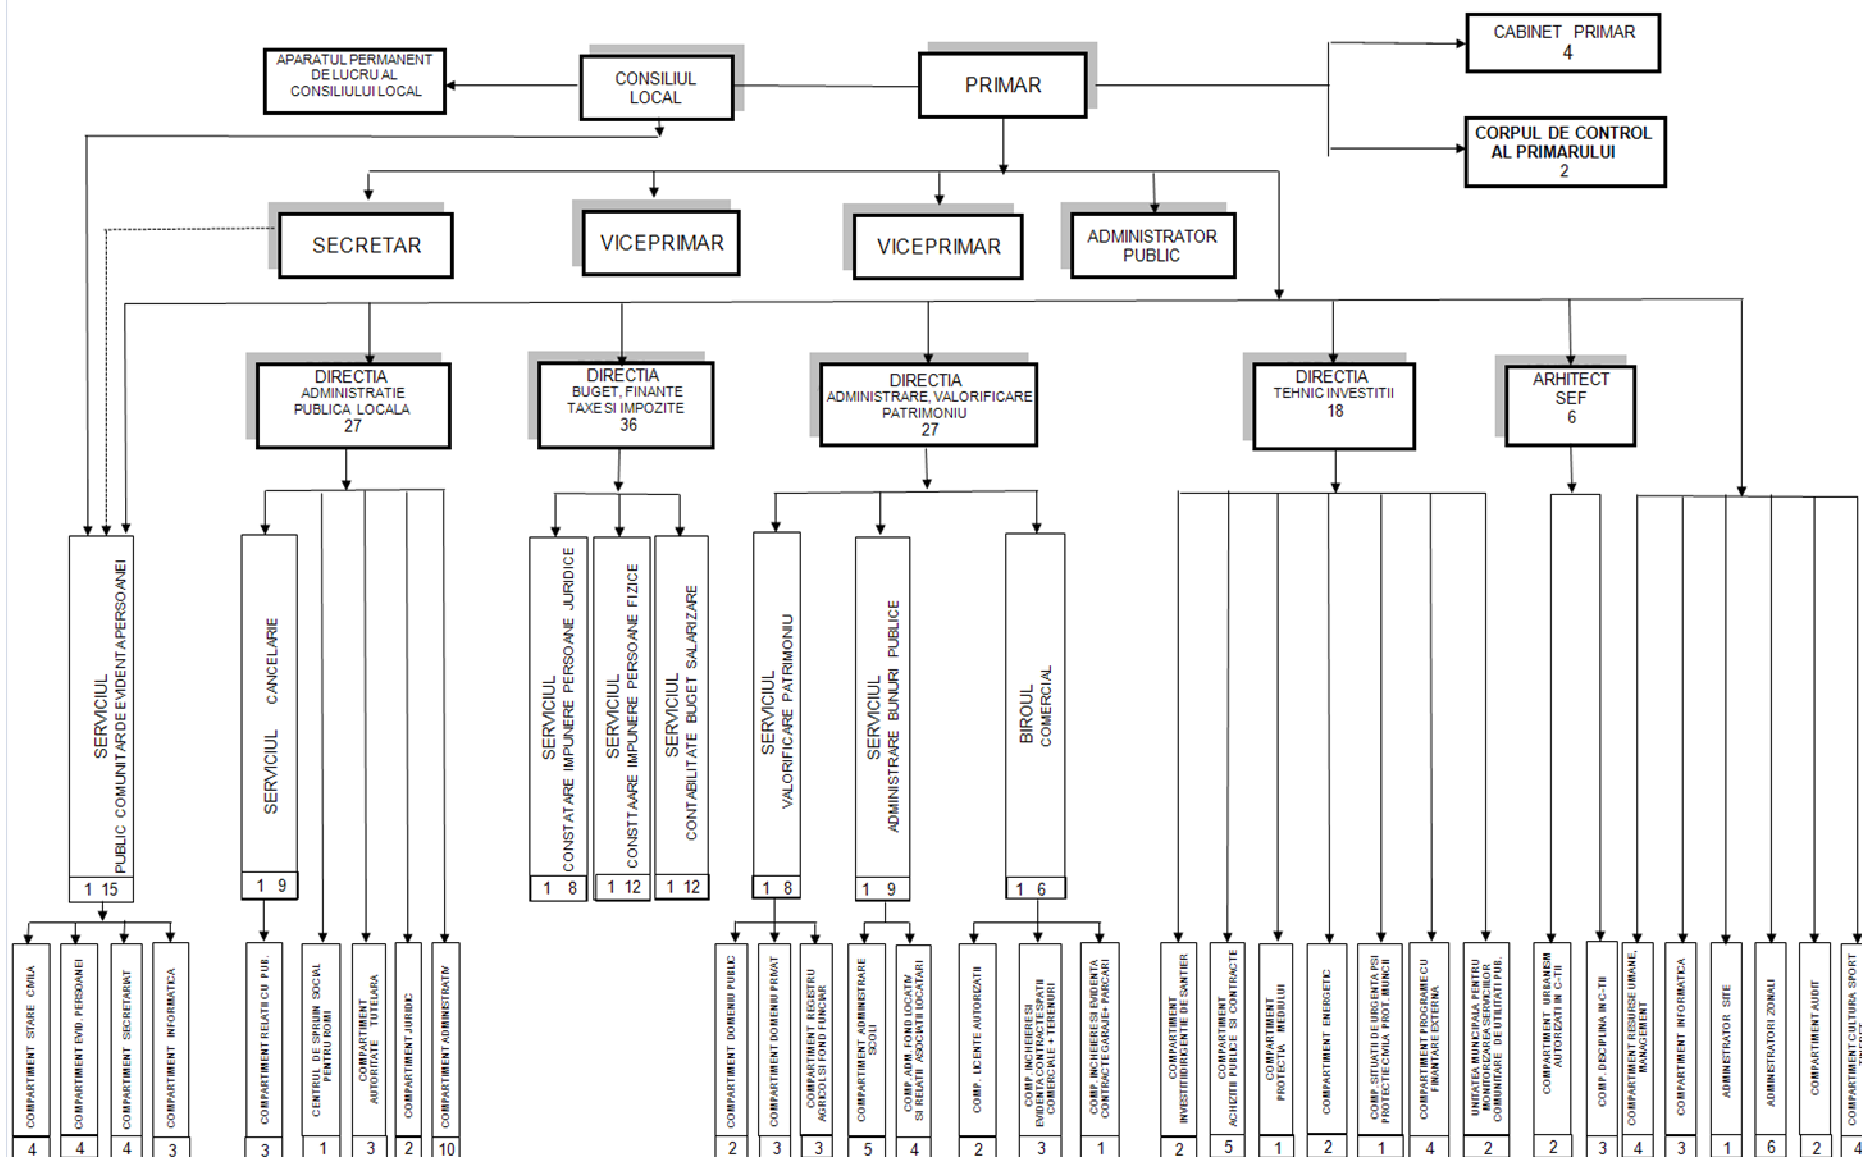 CABINET PRIMAR
4
APARATUL PERMANENT
DE LUCRU AL
CONSILIULUI LOCAL
CONSILIUL
LOCAL
PRIMAR
CORPUL DE CONTROL
AL PRIMARULUI
2
SECRETAR
VICEPRIMAR
VICEPRIMAR
ADMINISTRATOR
PUBLIC
DIRECTIA
ADMINISTRATIE
PUBLICA LOCALA
27
DIRECTIA
BUGET, FINANTE
TAXE SI IMPOZITE
36
DIRECTIA
ADMINISTRARE, VALORIFICARE
PATRIMONIU
27
DIRECTIA
TEHNIC INVESTITII
18
ARHITECT
SEF
6
SERVICIUL
PUBLIC COMUNITAR DE EVIDENTA PERSOANEI
1 15
SERVICIUL CANCELARIE
1 9
SERVICIUL
CONSTATARE IMPUNERE PERSOANE JURIDICE
1 8
SERVICIUL
CONSTTAARE IMPUNERE PERSOANE FIZICE
1 12
SERVICIUL
CONTABILITATE BUGET SALARIZARE
1 12
SERVICIUL
VALORIFICARE PATRIMONIU
1 8
SERVICIUL
ADMINISTRARE BUNURI PUBLICE
1 9
BIROUL
COMERCIAL
1 6
COMPARTIMENT STARE CIVILA
4
COMPARTIMENT EVID. PERSOANEI
4
COMPARTIMENT SECRETARIAT
4
COMPARTIMENT INFORMATICA
3
COMPARTIMENT RELATII CU PUB.
3
CENTRUL DE SPRIJIN SOCIAL
PENTRU ROMI
1
COMPARTIMENT
AUTORITATE TUTELARA
3
COMPARTIMENT JURIDIC
2
COMPARTIMENT ADMINISTRATIV
10
COMPARTIMENT DOMENIU PUBLIC
2
COMPARTIMENT DOMENIU PRIVAT
3
COMPARTIMENT REGISTRU
AGRICOL SI FOND FUNCIAR
3
COMPARTIMENT ADMINISTRARE
SCOLI
5
COMP. ADM. FOND LOCATIV
SI RELATII ASOCIATII LOCATARI
4
COMP. LICENTE AUTORIZATII
2
COMP. INCHEIERE SI
EVIDENTA CONTRACTE SPATII
COMERCIALE + TERENURI
3
COMP. INCHEIERE SI EVIDENTA
CONTRACTE GARAJE + PARCARI
1
COMPARTIMENT
INVESTITII DIRIGENTIE DE SANTIER
2
COMPARTIMENT
ACHIZITII PUBLICE SI CONTRACTE
5
COMPARTIMENT
PROTECTIA MEDIULUI
1
COMPARTIMENT ENERGETIC
2
COMP. SITUATII DE URGENTA PSI
PROTECTIE CIVILA PROT. MUNCII
1
COMPARTIMENT PROGRAME CU
FINANTARE EXTERNA
4
UNITATEA MUNICIPALA PENTRU
MONITORIZAREA SERVICIILOR
COMUNITARE DE UTILITATI PUB.
2
COMPARTIMENT URBANISM
AUTORIZATII IN C-TII
2
COMP. DISCIPLINA IN C-TII
3
COMPARTIMENT RESURSE UMANE,
MANAGEMENT
4
COMPARTIMENT INFORMATICA
3
ADMINISTRATOR SITE
1
ADMINISTRATORI ZONALI
6
COMPARTIMENT AUDIT
2
COMPARTIMENT CULTURA SPORT
4